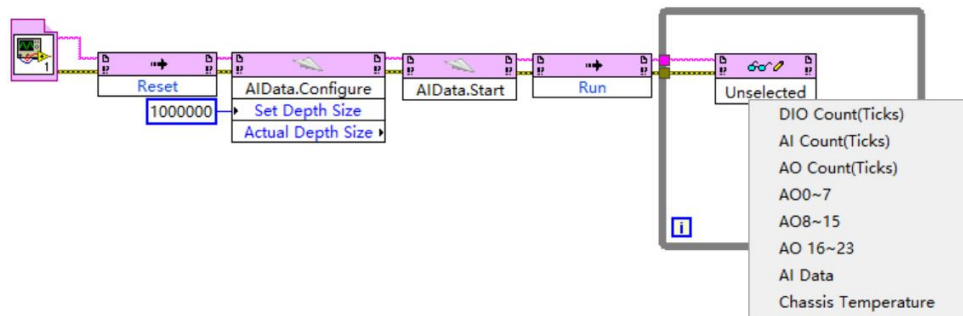 1
Reset
1000000
AIData.Configure
Set Depth Size
Actual Depth Size
AIData.Start
Run
Unselected
DIO Count(Ticks)
AI Count(Ticks)
AO Count(Ticks)
AO0~7
AO8~15
AO 16~23
AI Data
Chassis Temperature
i